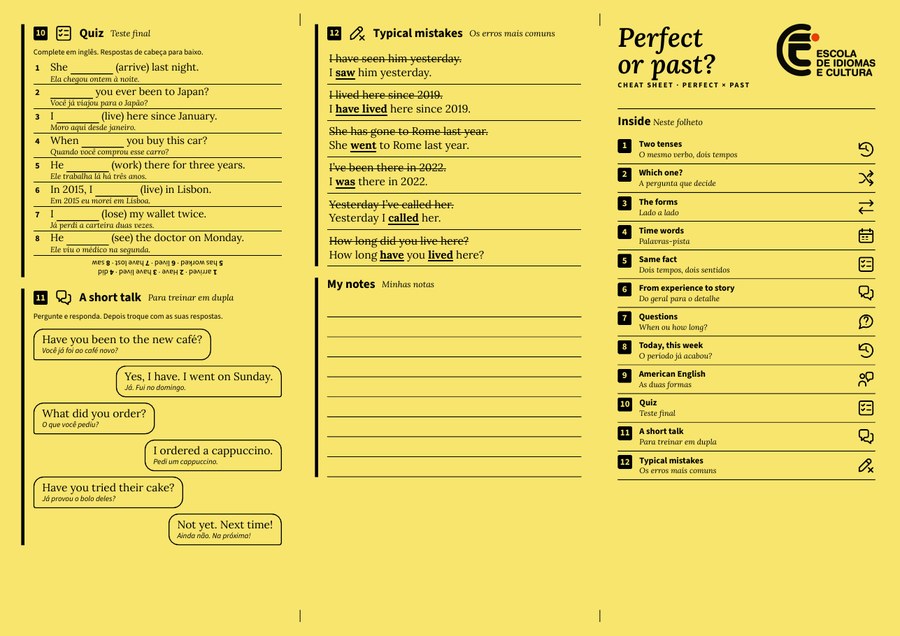 10 Quiz Teste final
Complete em inglês. Respostas de cabeça para baixo.
1 She ________ (arrive) last night.
Ela chegou ontem à noite.
2 ________ you ever been to Japan?
Você já viajou para o Japão?
3 I ________ (live) here since January.
Moro aqui desde janeiro.
4 When ________ you buy this car?
Quando você comprou esse carro?
5 He ________ (work) there for three years.
Ele trabalha lá há três anos.
6 In 2015, I ________ (live) in Lisbon.
Em 2015 eu morei em Lisboa.
7 I ________ (lose) my wallet twice.
Já perdi a carteira duas vezes.
8 He ________ (see) the doctor on Monday.
Ele viu o médico na segunda.
1 arrived · 2 Have · 3 have lived · 4 did
5 has worked · 6 lived · 7 have lost · 8 saw
11 A short talk Para treinar em dupla
Pergunte e responda. Depois troque com as suas respostas.
Have you been to the new café?
Você já foi ao café novo?
Yes, I have. I went on Sunday.
Já. Fui no domingo.
What did you order?
O que você pediu?
I ordered a cappuccino.
Pedi um cappuccino.
Have you tried their cake?
Já provou o bolo deles?
Not yet. Next time!
Ainda não. Na próxima!
12 Typical mistakes Os erros mais comuns
I have seen him yesterday.
I saw him yesterday.
I lived here since 2019.
I have lived here since 2019.
She has gone to Rome last year.
She went to Rome last year.
I've been there in 2022.
I was there in 2022.
Yesterday I've called her.
Yesterday I called her.
How long did you live here?
How long have you lived here?
My notes Minhas notas
Perfect
or past?
CHEAT SHEET · PERFECT × PAST
ESCOLA
DE IDIOMAS
E CULTURA
Inside Neste folheto
1 Two tenses
O mesmo verbo, dois tempos
2 Which one?
A pergunta que decide
3 The forms
Lado a lado
4 Time words
Palavras-pista
5 Same fact
Dois tempos, dois sentidos
6 From experience to story
Do geral para o detalhe
7 Questions
When ou how long?
8 Today, this week
O período já acabou?
9 American English
As duas formas
10 Quiz
Teste final
11 A short talk
Para treinar em dupla
12 Typical mistakes
Os erros mais comuns